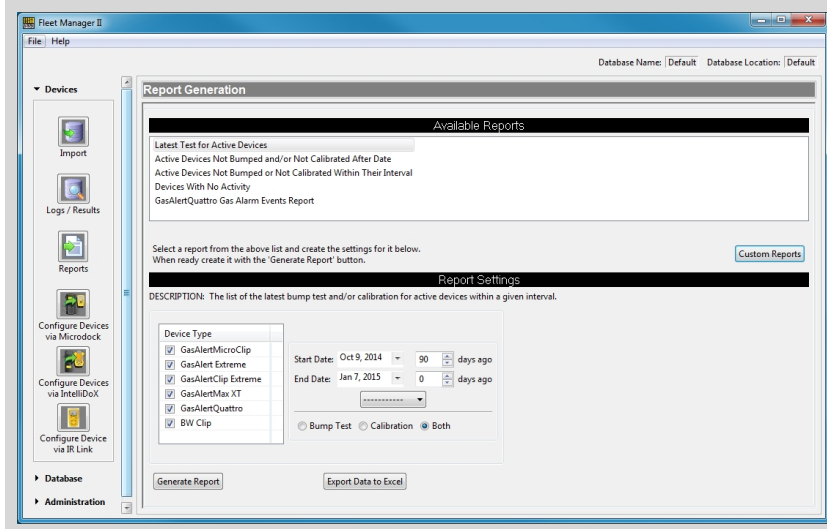 Fleet Manager II
File Help
Database Name: Default Database Location: Default
Devices
Import
Logs / Results
Reports
Configure Devices
via Microdock
Configure Devices
via IntelliDoX
Configure Device
via IR Link
Database
Administration
Report Generation
Available Reports
Latest Test for Active Devices
Active Devices Not Bumped and/or Not Calibrated After Date
Active Devices Not Bumped or Not Calibrated Within Their Interval
Devices With No Activity
GasAlertQuattro Gas Alarm Events Report
Select a report from the above list and create the settings for it below.
When ready create it with the 'Generate Report' button.
Custom Reports
Report Settings
DESCRIPTION: The list of the latest bump test and/or calibration for active devices within a given interval.
Device Type
GasAlertMicroClip
GasAlert Extreme
GasAlertClip Extreme
GasAlertMax XT
GasAlertQuattro
BW Clip
Start Date: Oct 9, 2014 90 days ago
End Date: Jan 7, 2015 0 days ago
-----------
Bump Test Calibration Both
Generate Report Export Data to Excel